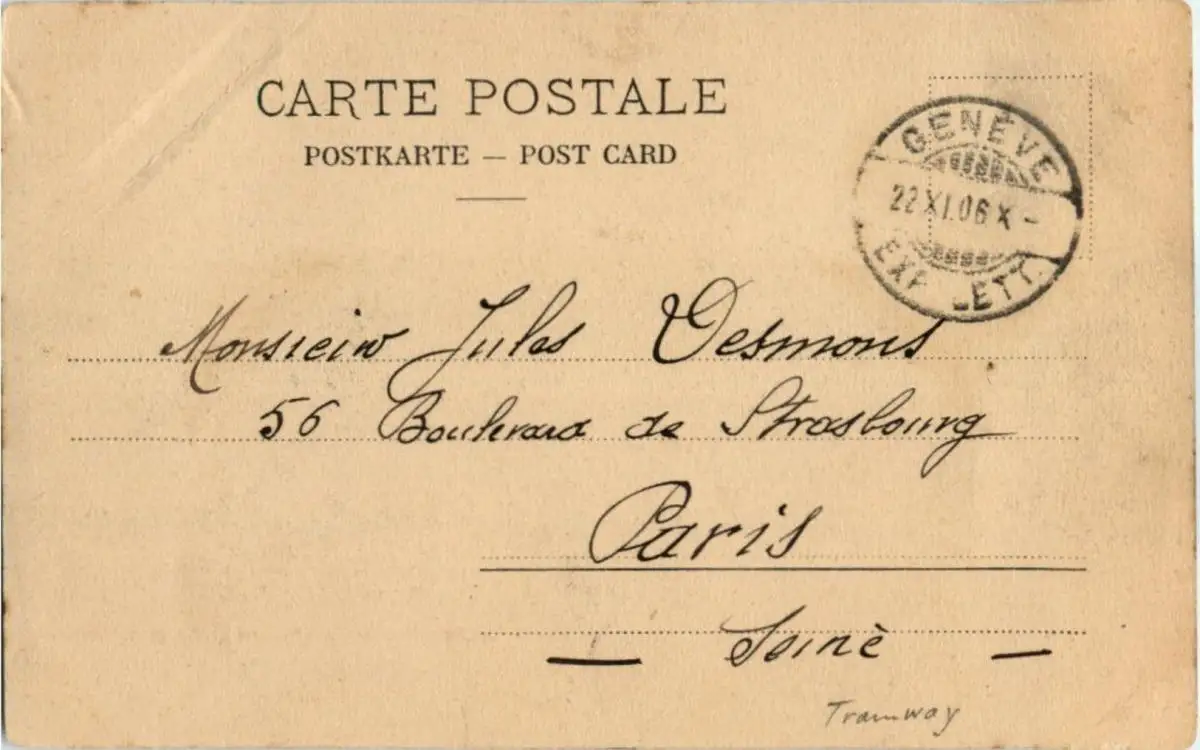 CARTE POSTALE
POSTKARTE — POST CARD
GENÈVE
22 XI.06 X –
EXP. LETT.
Monsieur Jules Desmons
56 Boulevard de Strasbourg
Paris
— Seine —
Tramway